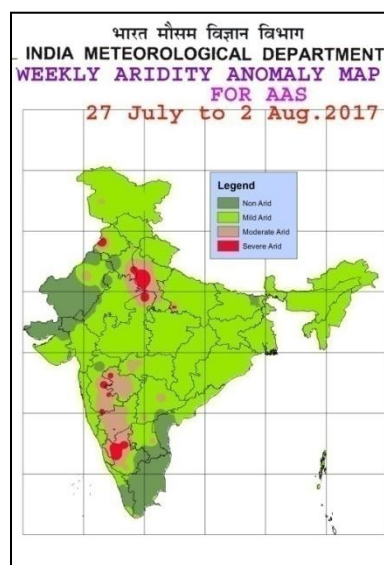 भारत मौसम विज्ञान विभाग
INDIA METEOROLOGICAL DEPARTMENT
WEEKLY ARIDITY ANOMALY MAP
FOR AAS
27 July to 2 Aug.2017
Legend
Non Arid
Mild Arid
Moderate Arid
Severe Arid